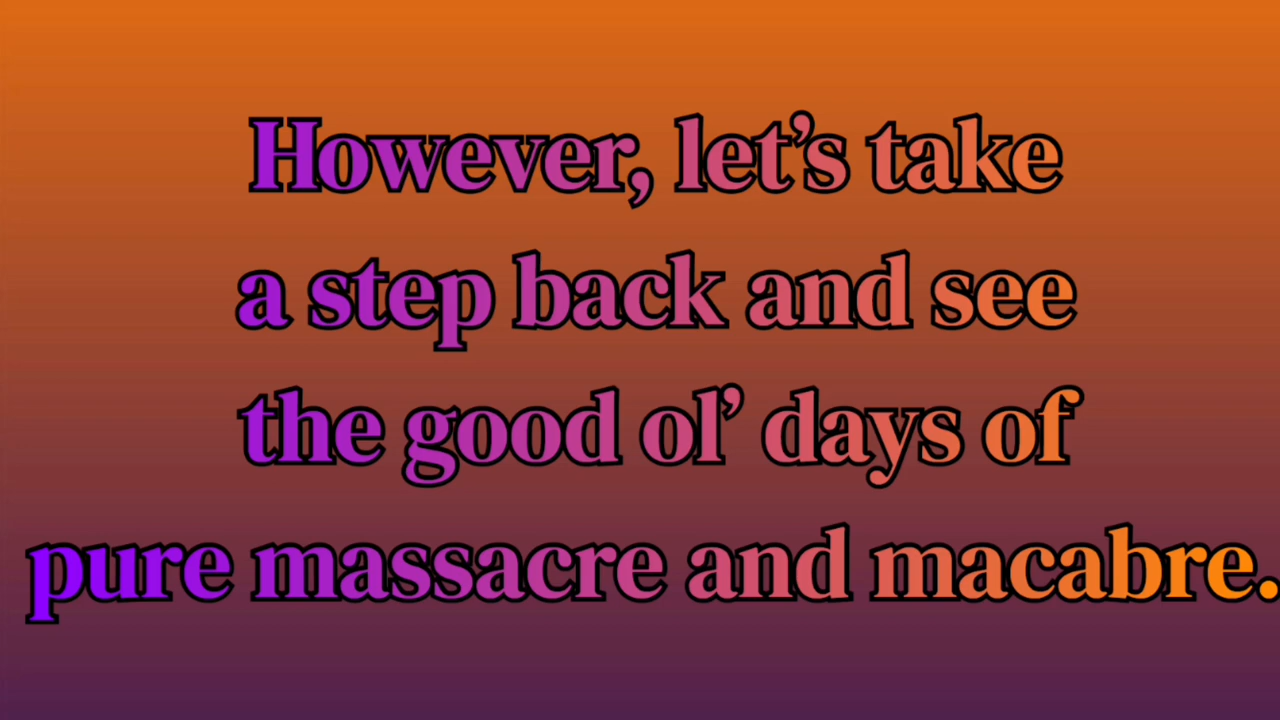 However, let’s take
a step back and see
the good ol’ days of
pure massacre and macabre.